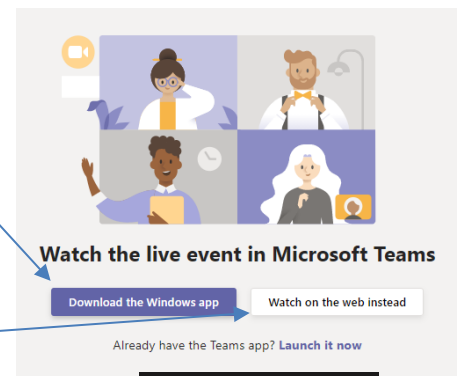 Watch the live event in Microsoft Teams
Download the Windows app
Watch on the web instead
Already have the Teams app? Launch it now